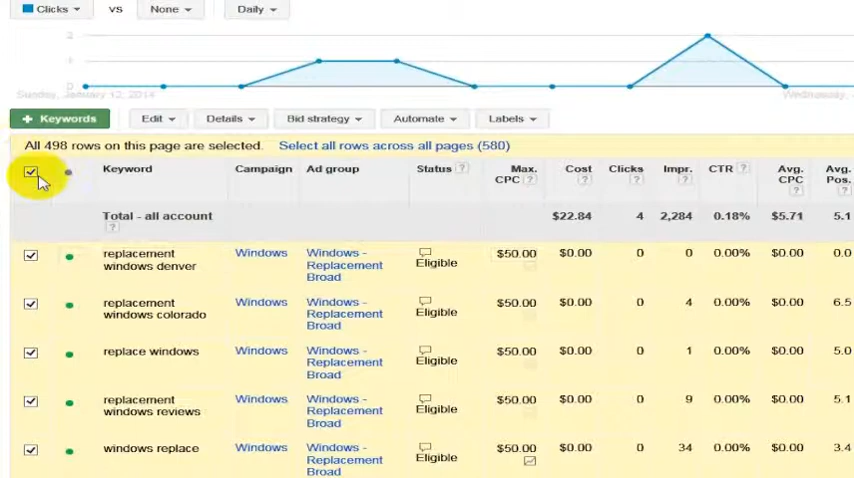 Clicks vs None Daily
2
1
0
Sunday, January 12, 2014 Wednesday, January
+ Keywords Edit Details Bid strategy Automate Labels
All 498 rows on this page are selected. Select all rows across all pages (580)
Keyword Campaign Ad group Status ? Max. CPC ? Cost ? Clicks ? Impr. ? CTR ? Avg. CPC ? Avg. Pos. ?
Total - all account ? $22.84 4 2,284 0.18% $5.71 5.1
replacement windows denver Windows Windows - Replacement Broad Eligible $50.00 $0.00 0 0 0.00% $0.00 0.0
replacement windows colorado Windows Windows - Replacement Broad Eligible $50.00 $0.00 0 4 0.00% $0.00 6.5
replace windows Windows Windows - Replacement Broad Eligible $50.00 $0.00 0 1 0.00% $0.00 5.0
replacement windows reviews Windows Windows - Replacement Broad Eligible $50.00 $0.00 0 9 0.00% $0.00 5.1
windows replace Windows Windows - Replacement Broad Eligible $50.00 $0.00 0 34 0.00% $0.00 3.4